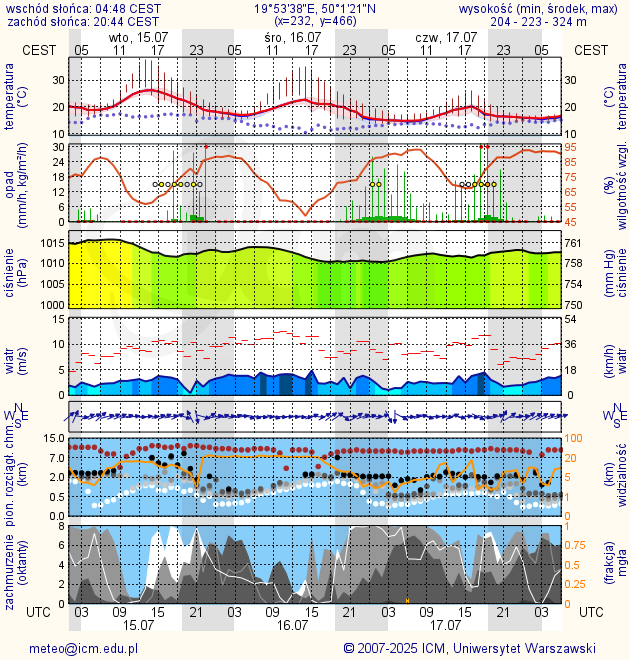 wschód słońca: 04:48 CEST 19°53'38"E, 50°1'21"N wysokość (min, środek, max)
zachód słońca: 20:44 CEST (x=232, y=466) 204 - 223 - 324 m
wto, 15.07 śro, 16.07 czw, 17.07
CEST 05 11 17 23 05 11 17 23 05 11 17 23 05 CEST
temperatura (°C)
30 20 10
30 20 10
(°C) temperatura
opad (mm/h, kg/m²/h)
30 24 18 12 6 0
95 85 75 65 55 45
(%) wilgotność wzgl.
ciśnienie (hPa)
1015 1010 1005 1000
761 758 754 750
(mm Hg) ciśnienie
wiatr (m/s)
15 10 5 0
54 36 18 0
(km/h) wiatr
N W E S
N W E S
pion. rozciągł. chm. (km)
15.0 7.0 2.0 0.5 0.0
100 20 5 1 0
(km) widzialność
zachmurzenie (oktanty)
8 6 4 2 0
1 0.75 0.5 0.25 0
(frakcja) mgła
UTC 03 09 15 21 03 09 15 21 03 09 15 21 03 UTC
15.07 16.07 17.07
meteo@icm.edu.pl © 2007-2025 ICM, Uniwersytet Warszawski